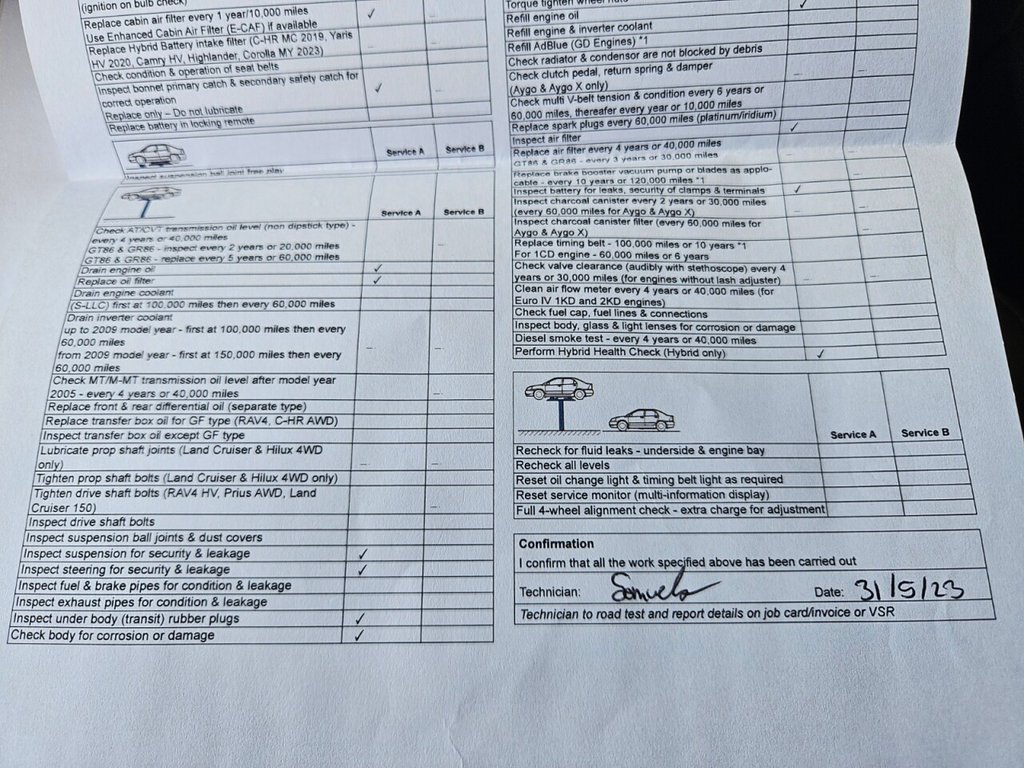 (ignition on bulb check)
Replace cabin air filter every 1 year/10,000 miles ✓
Use Enhanced Cabin Air Filter (E-CAF) if available
Replace Hybrid Battery intake filter (C-HR MC 2019, Yaris
HV 2020, Camry HV, Highlander, Corolla MY 2023)
Check condition & operation of seat belts
Inspect bonnet primary catch & secondary safety catch for ✓
correct operation
Replace only – Do not lubricate
Replace battery in locking remote
Service A Service B
Inspect suspension ball joint free play
Service A Service B
Check AT/CVT transmission oil level (non dipstick type) -
every 4 years or 40,000 miles
GT86 & GR86 - inspect every 2 years or 20,000 miles
GT86 & GR86 - replace every 5 years or 60,000 miles
Drain engine oil ✓
Replace oil filter ✓
Drain engine coolant
(S-LLC) first at 100,000 miles then every 60,000 miles
Drain inverter coolant
up to 2009 model year - first at 100,000 miles then every
60,000 miles
from 2009 model year - first at 150,000 miles then every
60,000 miles
Check MT/M-MT transmission oil level after model year
2005 - every 4 years or 40,000 miles
Replace front & rear differential oil (separate type)
Replace transfer box oil for GF type (RAV4, C-HR AWD)
Inspect transfer box oil except GF type
Lubricate prop shaft joints (Land Cruiser & Hilux 4WD
only)
Tighten prop shaft bolts (Land Cruiser & Hilux 4WD only)
Tighten drive shaft bolts (RAV4 HV, Prius AWD, Land
Cruiser 150)
Inspect drive shaft bolts
Inspect suspension ball joints & dust covers
Inspect suspension for security & leakage ✓
Inspect steering for security & leakage ✓
Inspect fuel & brake pipes for condition & leakage
Inspect exhaust pipes for condition & leakage
Inspect under body (transit) rubber plugs ✓
Check body for corrosion or damage ✓
Torque tighten wheel nuts ✓
Refill engine oil
Refill engine & inverter coolant
Refill AdBlue (GD Engines) *1
Check radiator & condensor are not blocked by debris
Check clutch pedal, return spring & damper
(Aygo & Aygo X only)
Check multi V-belt tension & condition every 6 years or
60,000 miles, thereafter every year or 10,000 miles
Replace spark plugs every 60,000 miles (platinum/iridium) ✓
Inspect air filter
Replace air filter every 4 years or 40,000 miles
GT86 & GR86 - every 3 years or 30,000 miles
Replace brake booster vacuum pump or blades as applo-
cable - every 10 years or 120,000 miles *1
Inspect battery for leaks, security of clamps & terminals ✓
Inspect charcoal canister every 2 years or 30,000 miles
(every 60,000 miles for Aygo & Aygo X)
Inspect charcoal canister filter (every 60,000 miles for
Aygo & Aygo X)
Replace timing belt - 100,000 miles or 10 years *1
For 1CD engine - 60,000 miles or 6 years
Check valve clearance (audibly with stethoscope) every 4
years or 30,000 miles (for engines without lash adjuster)
Clean air flow meter every 4 years or 40,000 miles (for
Euro IV 1KD and 2KD engines)
Check fuel cap, fuel lines & connections
Inspect body, glass & light lenses for corrosion or damage
Diesel smoke test - every 4 years or 40,000 miles
Perform Hybrid Health Check (Hybrid only) ✓
Service A Service B
Recheck for fluid leaks - underside & engine bay
Recheck all levels
Reset oil change light & timing belt light as required
Reset service monitor (multi-information display)
Full 4-wheel alignment check - extra charge for adjustment
Confirmation
I confirm that all the work specified above has been carried out
Technician: Date: 31/5/23
Technician to road test and report details on job card/invoice or VSR